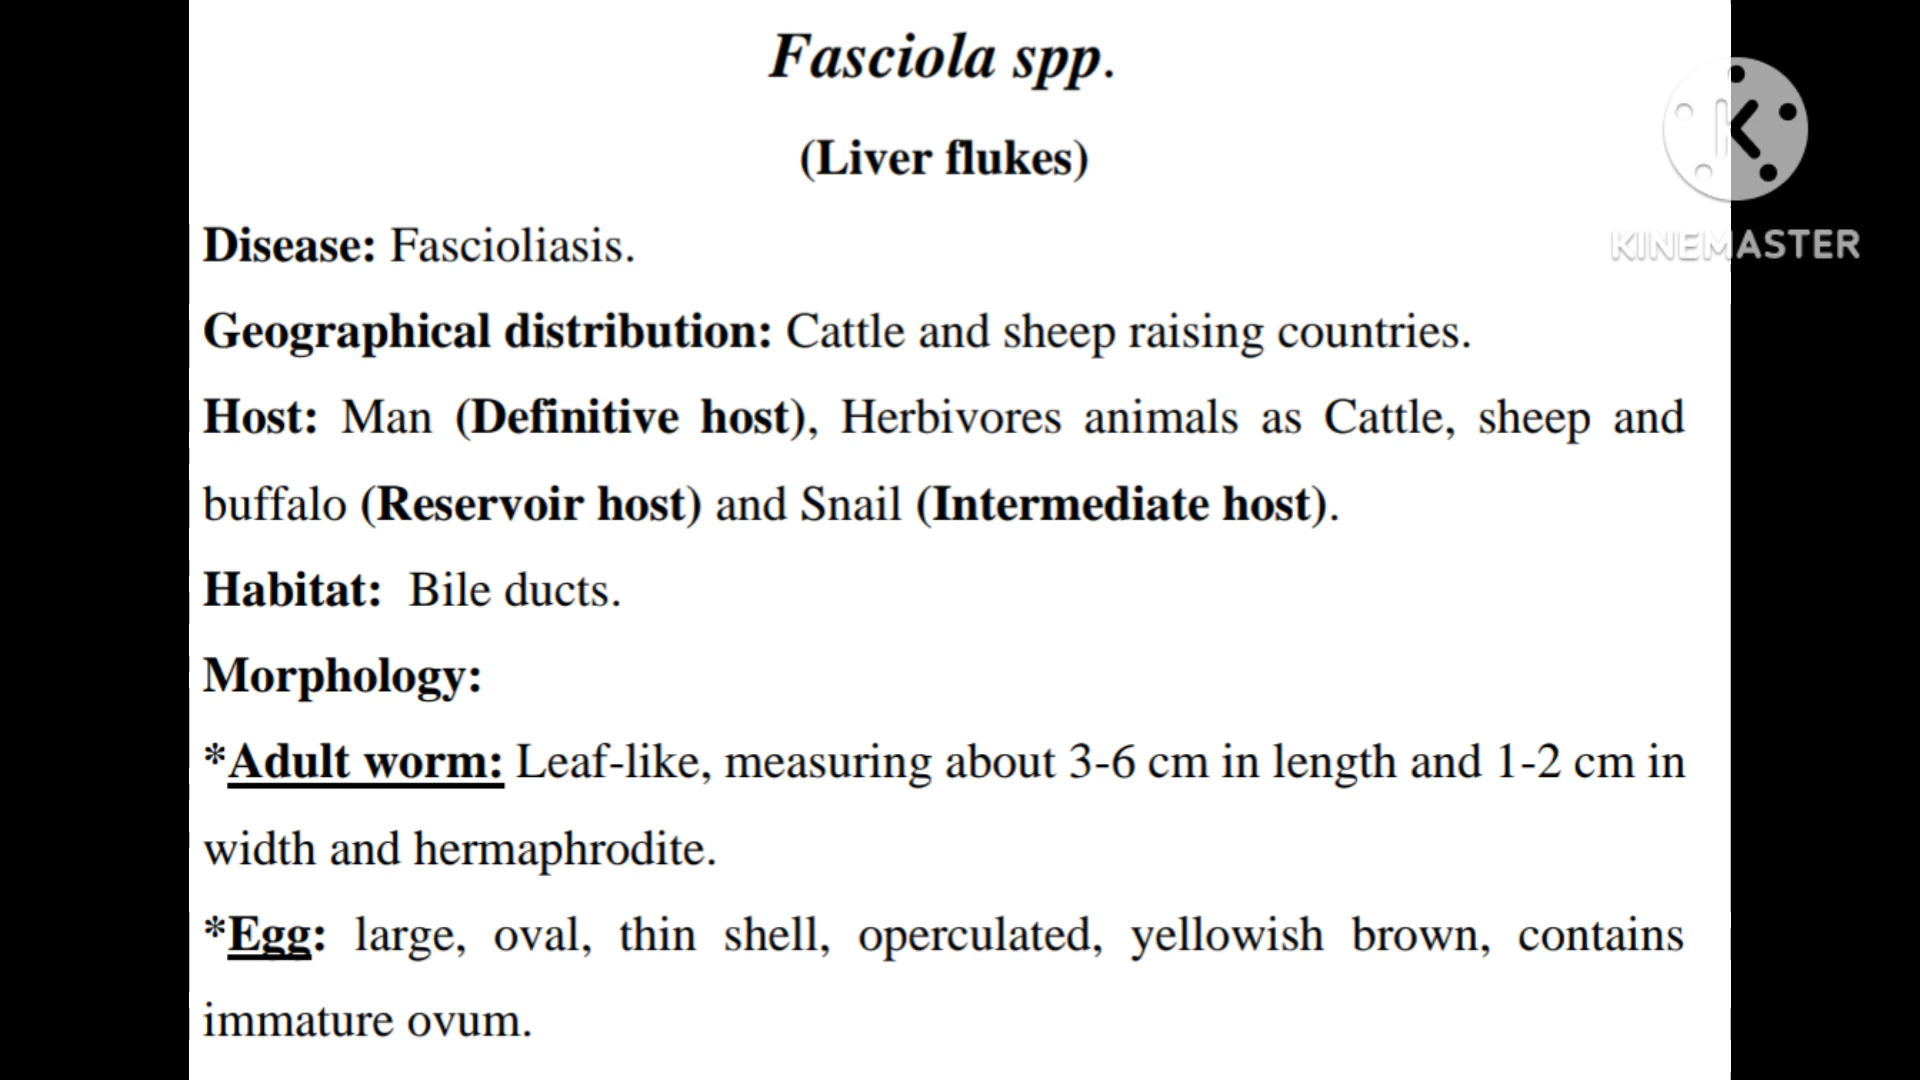 Fasciola spp.
(Liver flukes)
KINEMASTER
Disease: Fascioliasis.
Geographical distribution: Cattle and sheep raising countries.
Host: Man (Definitive host), Herbivores animals as Cattle, sheep and
buffalo (Reservoir host) and Snail (Intermediate host).
Habitat: Bile ducts.
Morphology:
*Adult worm: Leaf-like, measuring about 3-6 cm in length and 1-2 cm in
width and hermaphrodite.
*Egg: large, oval, thin shell, operculated, yellowish brown, contains
immature ovum.